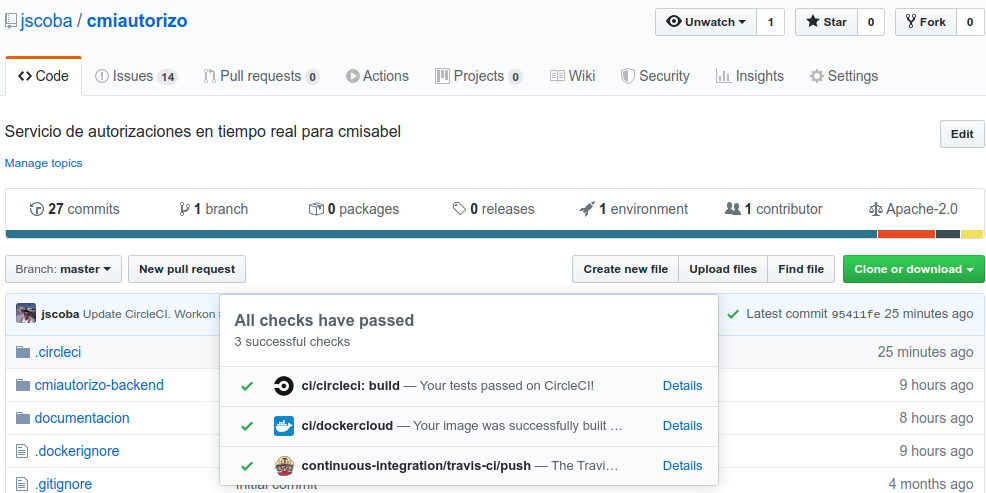 jscoba / cmiautorizo
Unwatch 1 Star 0 Fork 0
Code Issues 14 Pull requests 0 Actions Projects 0 Wiki Security Insights Settings
Servicio de autorizaciones en tiempo real para cmisabel
Edit
Manage topics
27 commits 1 branch 0 packages 0 releases 1 environment 1 contributor Apache-2.0
Branch: master New pull request Create new file Upload files Find file Clone or download
jscoba Update CircleCI. Workon Latest commit 95411fe 25 minutes ago
All checks have passed
3 successful checks
.circleci 25 minutes ago
ci/circleci: build — Your tests passed on CircleCI! Details
cmiautorizo-backend 9 hours ago
ci/dockercloud — Your image was successfully built … Details
documentacion 8 hours ago
.dockerignore 9 hours ago
continuous-integration/travis-ci/push — The Travi… Details
.gitignore Initial commit 4 months ago